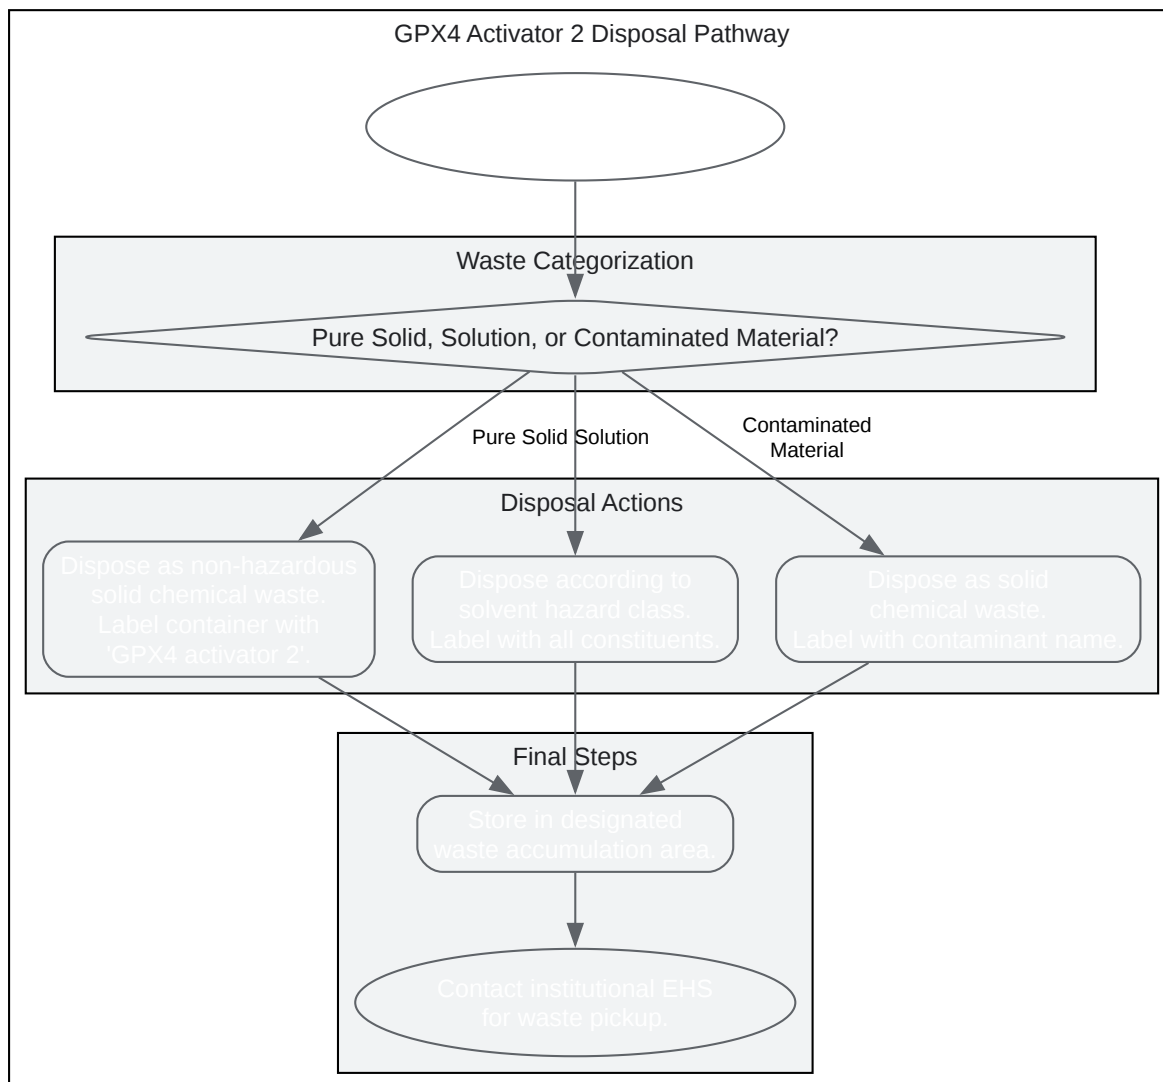 GPX4 Activator 2 Disposal Pathway
Waste Categorization
Pure Solid, Solution, or Contaminated Material?
Pure Solid
Solution
Contaminated
Material
Disposal Actions
Dispose as non-hazardous
solid chemical waste.
Label container with
'GPX4 activator 2'.
Dispose according to
solvent hazard class.
Label with all constituents.
Dispose as solid
chemical waste.
Label with contaminant name.
Final Steps
Store in designated
waste accumulation area.
Contact institutional EHS
for waste pickup.